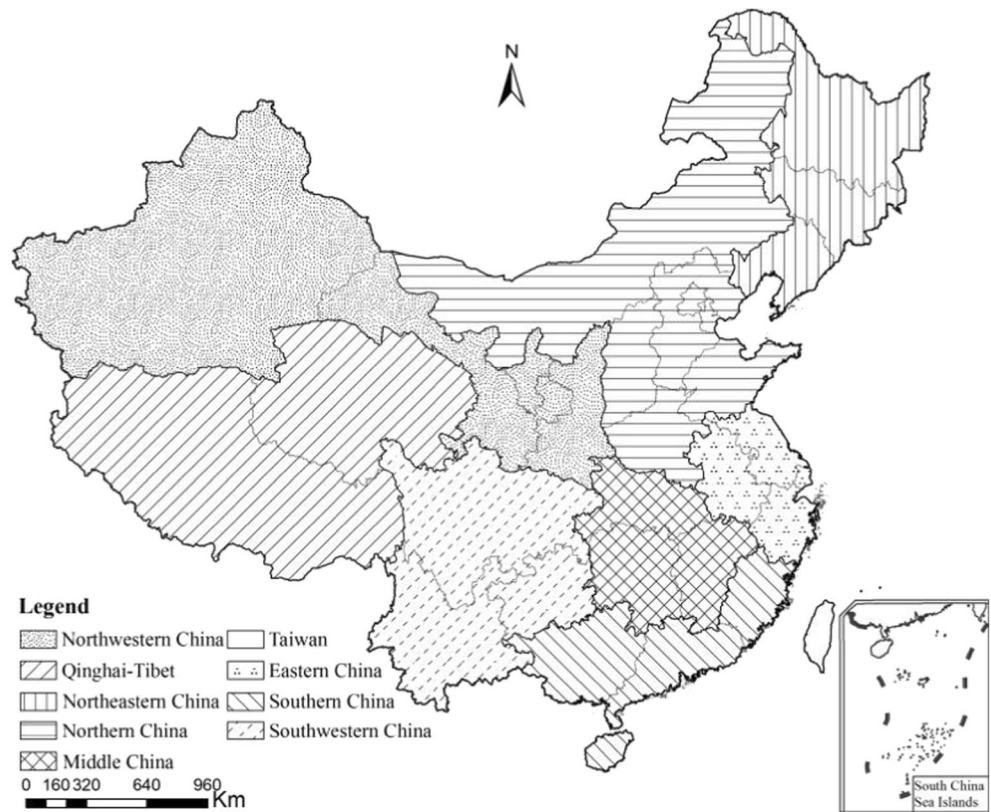 N
Legend
Northwestern China
Taiwan
Qinghai-Tibet
Eastern China
Northeastern China
Southern China
Northern China
Southwestern China
Middle China
0 160 320 640 960
Km
South China
Sea Islands